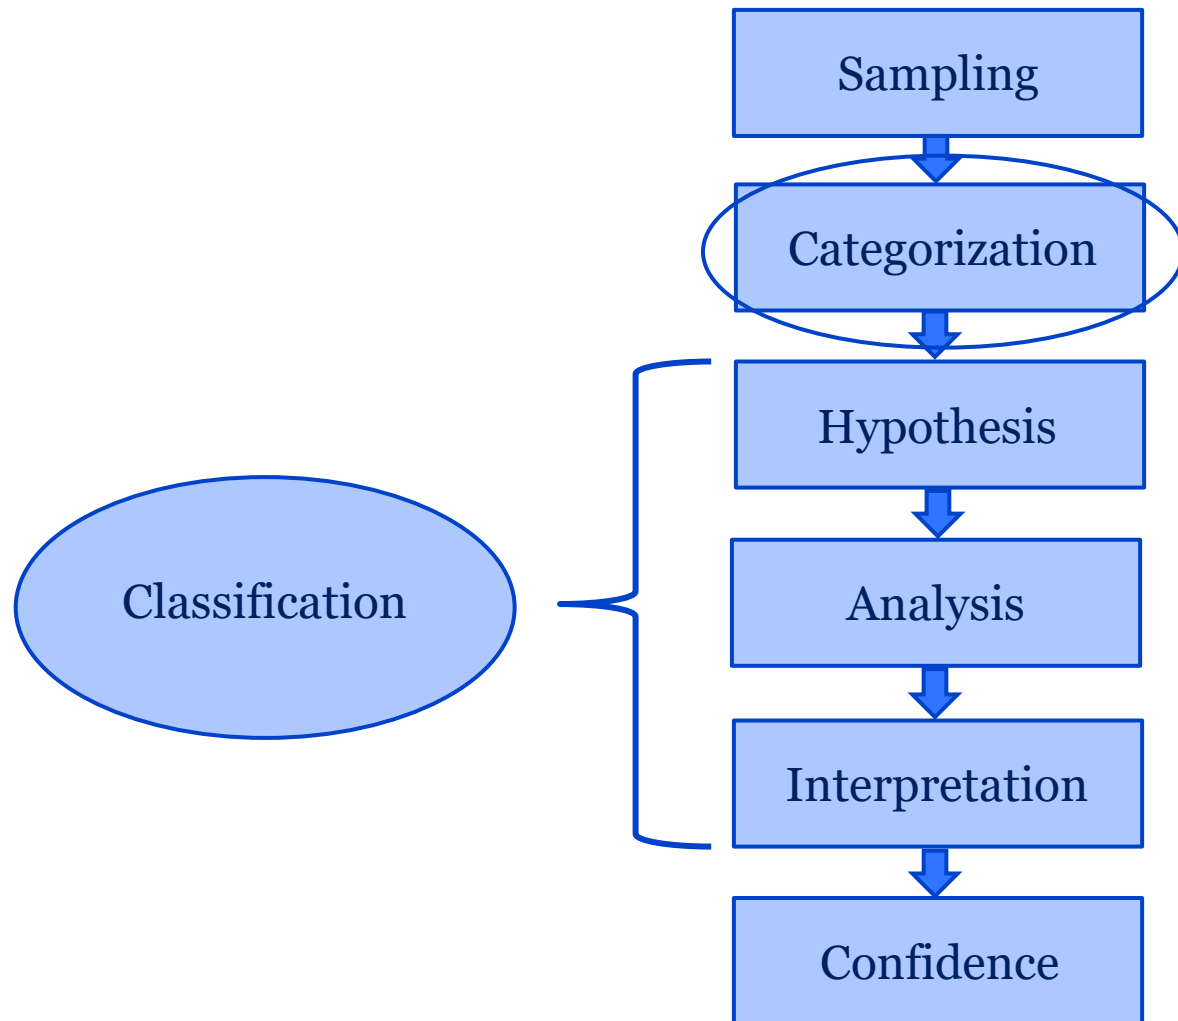 Sampling
Categorization
Hypothesis
Classification
Analysis
Interpretation
Confidence